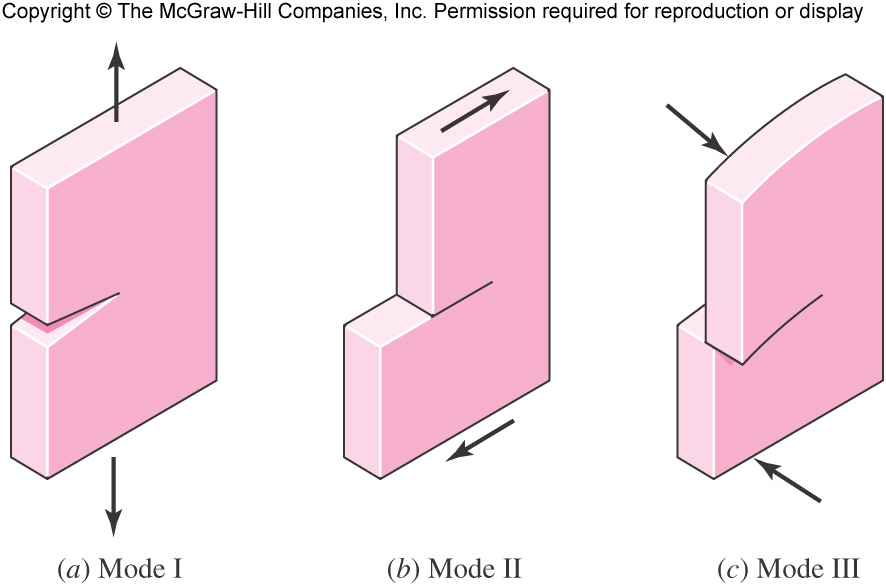 Copyright © The McGraw-Hill Companies, Inc. Permission required for reproduction or display
(a) Mode I
(b) Mode II
(c) Mode III